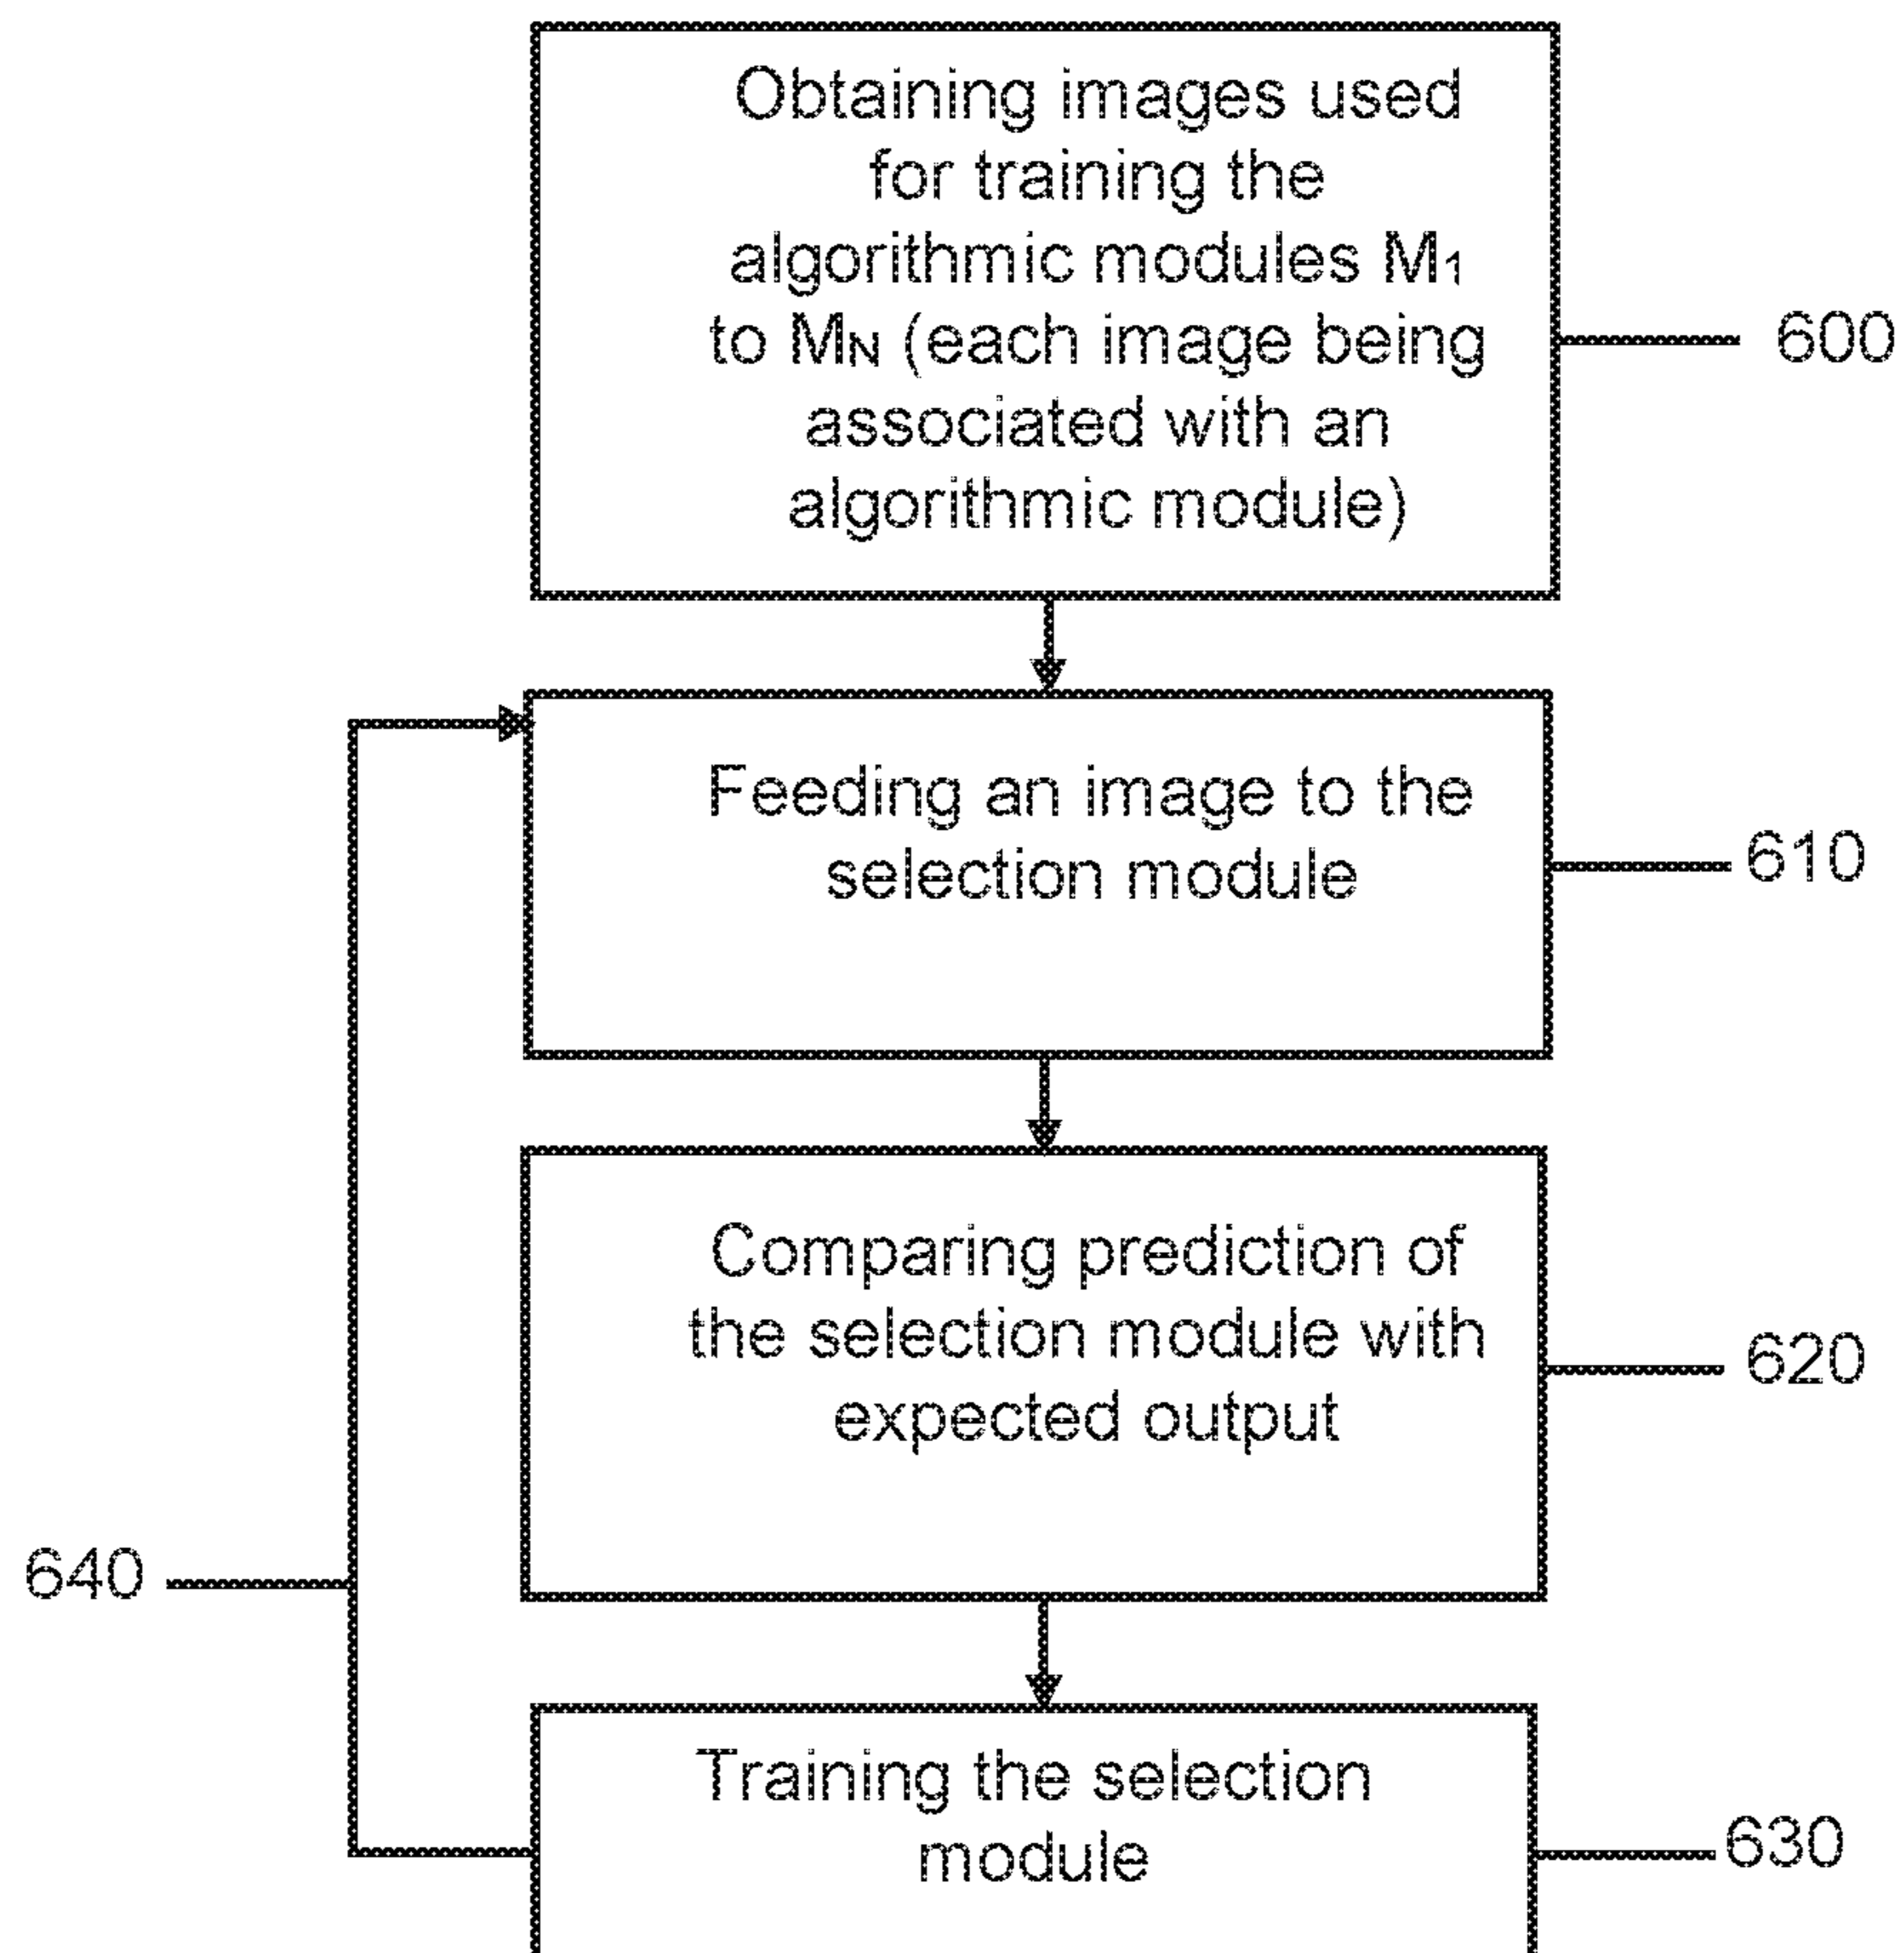 Obtaining images used
for training the
algorithmic modules M₁
to M_N (each image being
associated with an
algorithmic module)
600
Feeding an image to the
selection module
610
Comparing prediction of
the selection module with
expected output
620
640
Training the selection
module
630